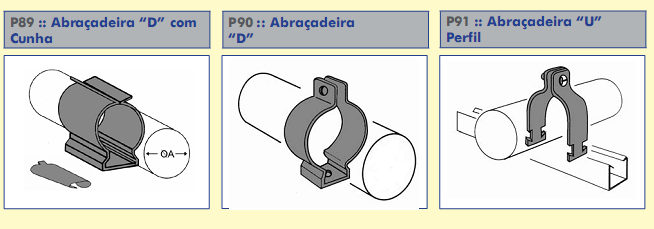 P89 :: Abraçadeira “D” com
Cunha
P90 :: Abraçadeira
“D”
P91 :: Abraçadeira “U”
Perfil
ØA